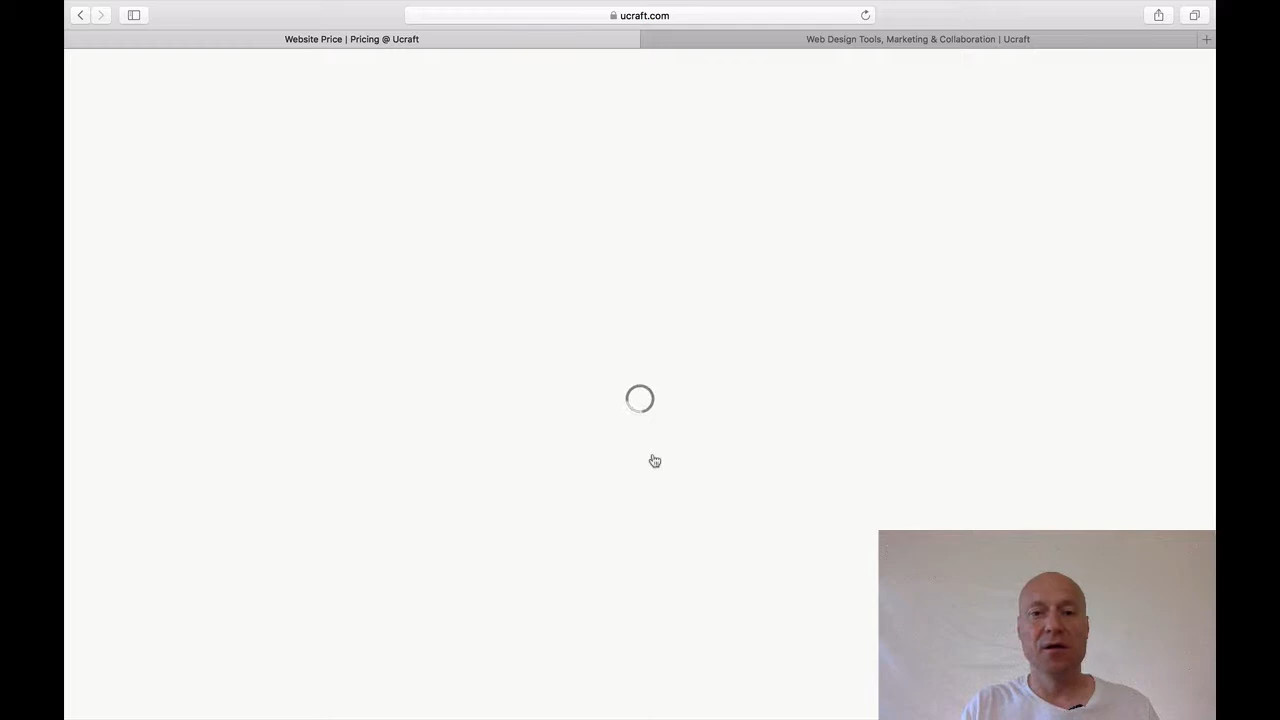 ucraft.com
Website Price | Pricing @ Ucraft
Web Design Tools, Marketing & Collaboration | Ucraft